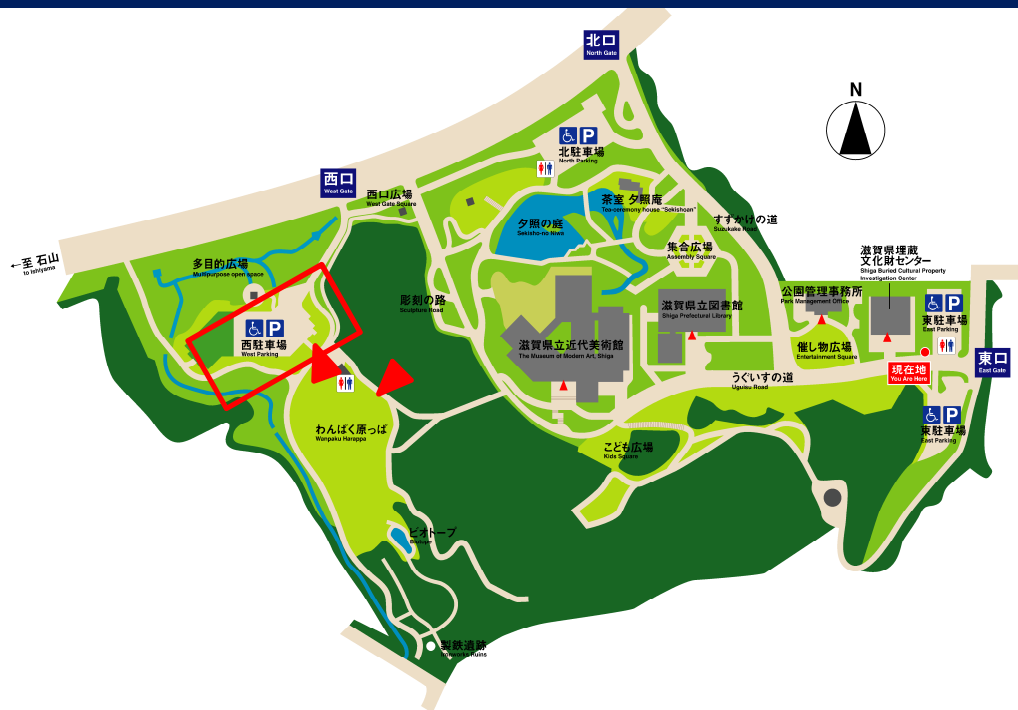 北口
North Gate
N
P
北駐車場
North Parking
西口
West Gate
西口広場
West Gate Square
茶室 夕照庵
Tea-ceremony house "Sekishoan"
夕照の庭
Sekisho-no Niwa
すずかけの道
Suzukake Road
集合広場
Assembly Square
←至 石山
to Ishiyama
多目的広場
Multipurpose open space
滋賀県埋蔵
文化財センター
Shiga Buried Cultural Property
Investigation Center
公園管理事務所
Park Management Office
彫刻の路
Sculpture Road
滋賀県立図書館
Shiga Prefectural Library
P
東駐車場
East Parking
P
西駐車場
West Parking
滋賀県立近代美術館
The Museum of Modern Art, Shiga
催し物広場
Entertainment Square
東口
East Gate
うぐいすの道
Uguisu Road
現在地
You Are Here
P
東駐車場
East Parking
わんぱく原っぱ
Wanpaku Harappa
こども広場
Kids Square
ビオトープ
Biotope
製鉄遺跡
Ironworks Ruins